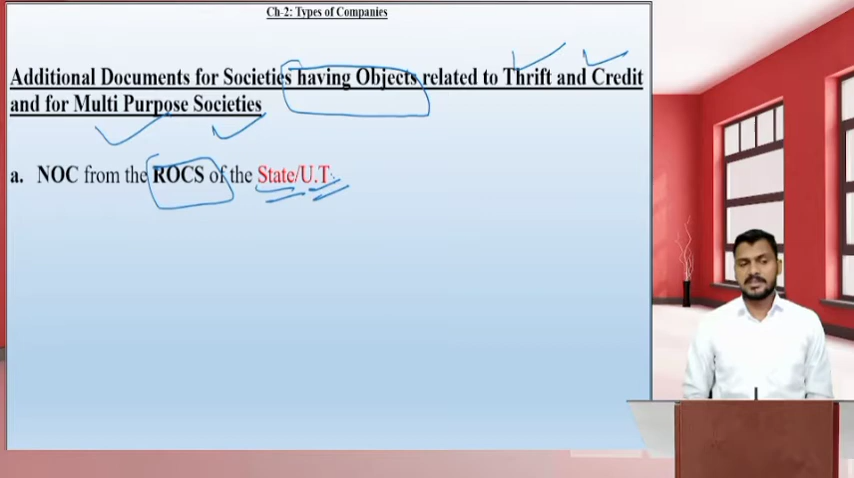 Ch-2: Types of Companies
Additional Documents for Societies having Objects related to Thrift and Credit
and for Multi Purpose Societies
a. NOC from the ROCS of the State/U.T.